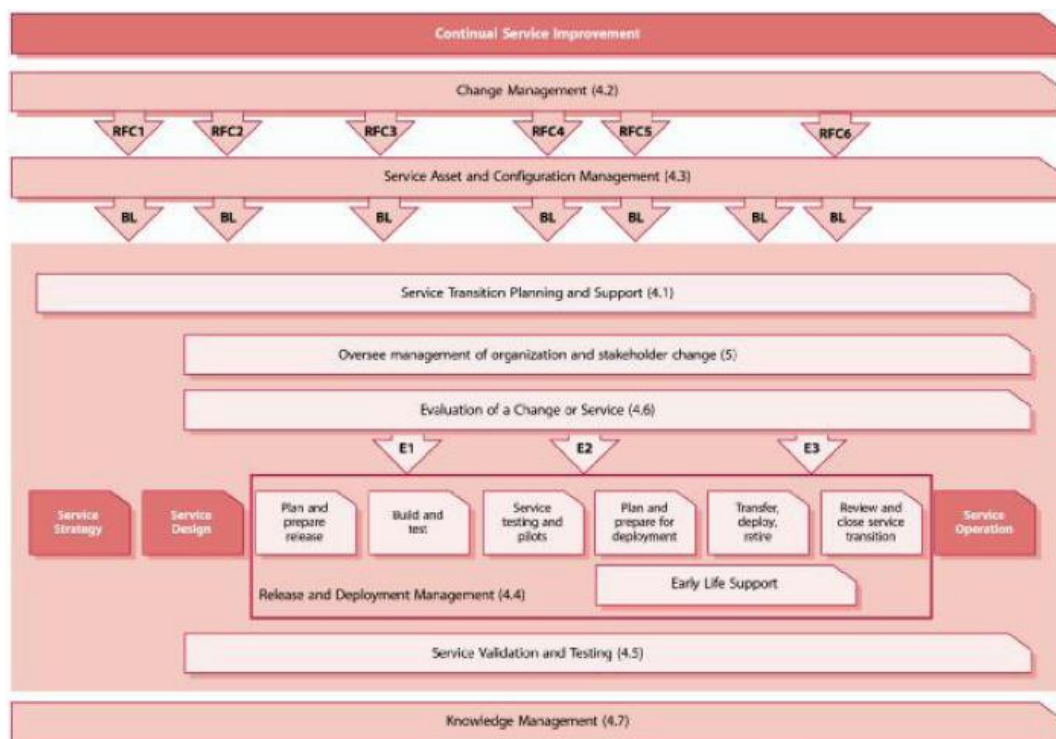 Continual Service Improvement
Change Management (4.2)
RFC1 RFC2 RFC3 RFC4 RFC5 RFC6
Service Asset and Configuration Management (4.3)
BL BL BL BL BL BL BL
Service Transition Planning and Support (4.1)
Oversee management of organization and stakeholder change (5)
Evaluation of a Change or Service (4.6)
E1 E2 E3
Service
Strategy
Service
Design
Plan and
prepare
release
Build and
test
Service
testing and
pilots
Plan and
prepare for
deployment
Transfer,
deploy,
retire
Review and
close service
transition
Service
Operation
Early Life Support
Release and Deployment Management (4.4)
Service Validation and Testing (4.5)
Knowledge Management (4.7)